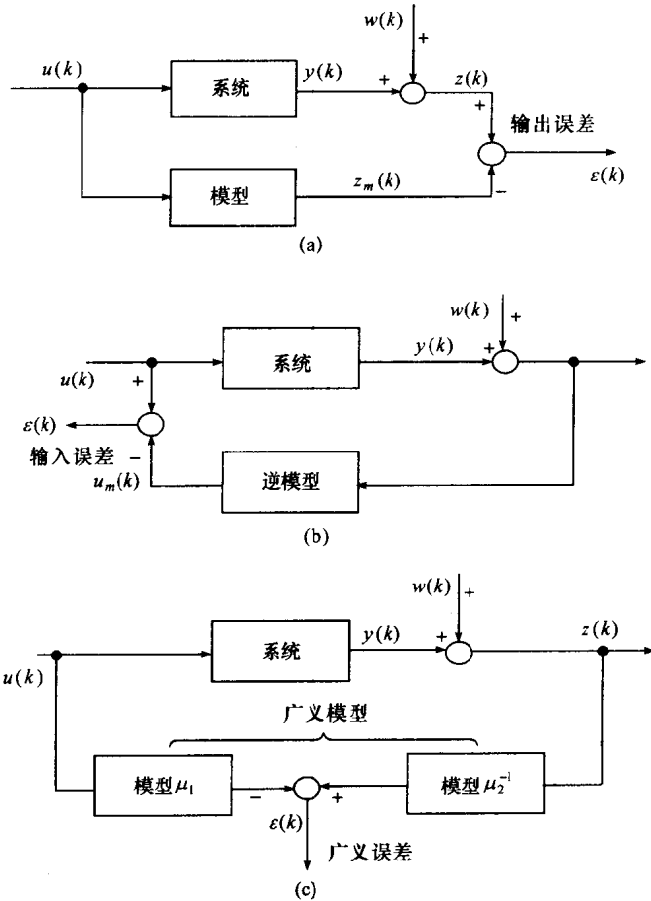 w(k)
+
u(k)
系统
y(k)
+
z(k)
+
输出误差
ε(k)
模型
z_m(k)
−
(a)
w(k)
+
u(k)
系统
y(k)
+
+
ε(k)
输入误差
−
u_m(k)
逆模型
(b)
w(k)
+
u(k)
系统
y(k)
+
z(k)
广义模型
模型μ₁
−
+
模型μ₂⁻¹
ε(k)
广义误差
(c)